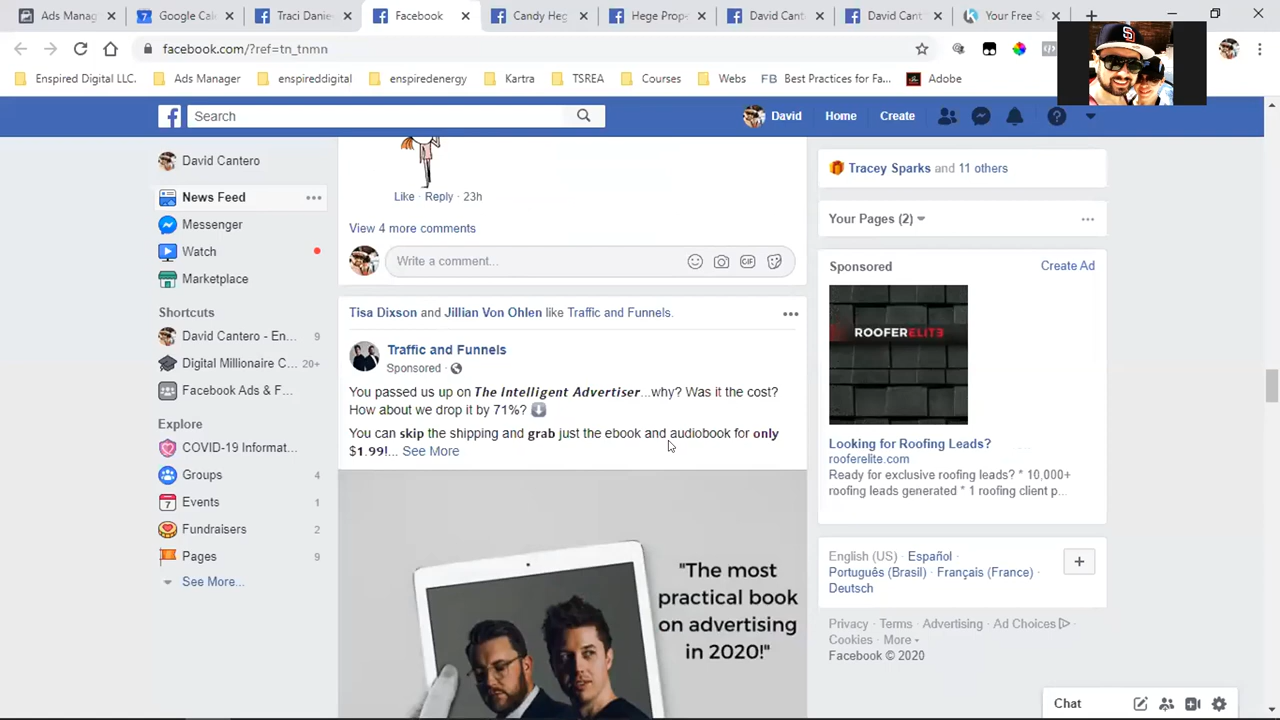 Ads Manag
Google Cal
Traci Danie
Facebook
Candy Heg
Hege Prop
David Cant
David Cant
Your Free S
facebook.com/?ref=tn_tnmn
Enspired Digital LLC.
Ads Manager
enspireddigital
enspiredenergy
Kartra
TSREA
Courses
Webs
FB Best Practices for Fa...
Adobe
Search
David
Home
Create
David Cantero
News Feed
Messenger
Watch
Marketplace
Shortcuts
David Cantero - En... 9
Digital Millionaire C... 20+
Facebook Ads & F...
Explore
COVID-19 Informat...
Groups 4
Events 1
Fundraisers 2
Pages 9
See More...
Like · Reply · 23h
View 4 more comments
Write a comment...
GIF
Tisa Dixson and Jillian Von Ohlen like Traffic and Funnels.
Traffic and Funnels
Sponsored ·
You passed us up on The Intelligent Advertiser...why? Was it the cost?
How about we drop it by 71%?
You can skip the shipping and grab just the ebook and audiobook for only
$1.99!... See More
"The most
practical book
on advertising
in 2020!"
Tracey Sparks and 11 others
Your Pages (2)
Sponsored
Create Ad
ROOFERELITE
Looking for Roofing Leads?
rooferelite.com
Ready for exclusive roofing leads? * 10,000+
roofing leads generated * 1 roofing client p...
English (US) · Español ·
Português (Brasil) · Français (France) ·
Deutsch
Privacy · Terms · Advertising · Ad Choices ·
Cookies · More
Facebook © 2020
Chat